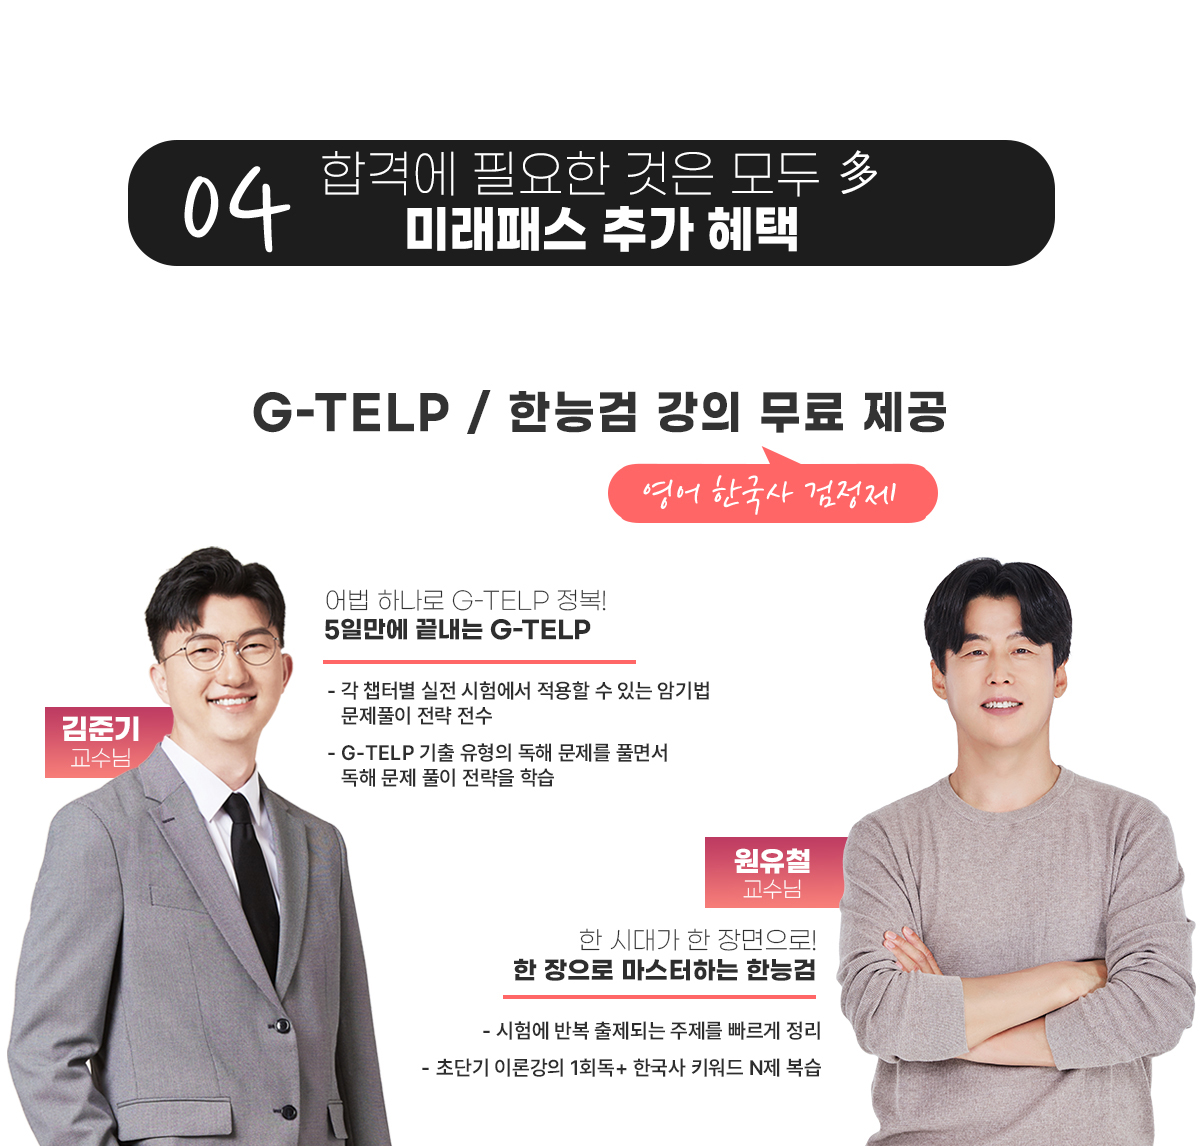 04
합격에 필요한 것은 모두 多
미래패스 추가 혜택
G-TELP / 한능검 강의 무료 제공
영어 한국사 검정제
어법 하나로 G-TELP 정복!
5일만에 끝내는 G-TELP
- 각 챕터별 실전 시험에서 적용할 수 있는 암기법
문제풀이 전략 전수
- G-TELP 기출 유형의 독해 문제를 풀면서
독해 문제 풀이 전략을 학습
김준기
교수님
원유철
교수님
한 시대가 한 장면으로!
한 장으로 마스터하는 한능검
- 시험에 반복 출제되는 주제를 빠르게 정리
- 초단기 이론강의 1회독+ 한국사 키워드 N제 복습